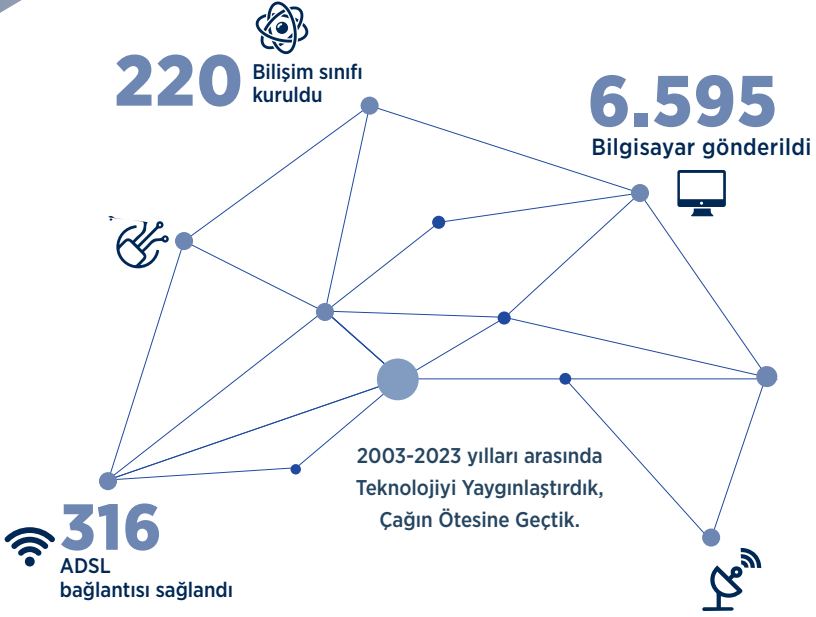 220
Bilişim sınıfı
kuruldu
6.595
Bilgisayar gönderildi
2003-2023 yılları arasında
Teknolojiyi Yaygınlaştırdık,
Çağın Ötesine Geçtik.
316
ADSL
bağlantısı sağlandı